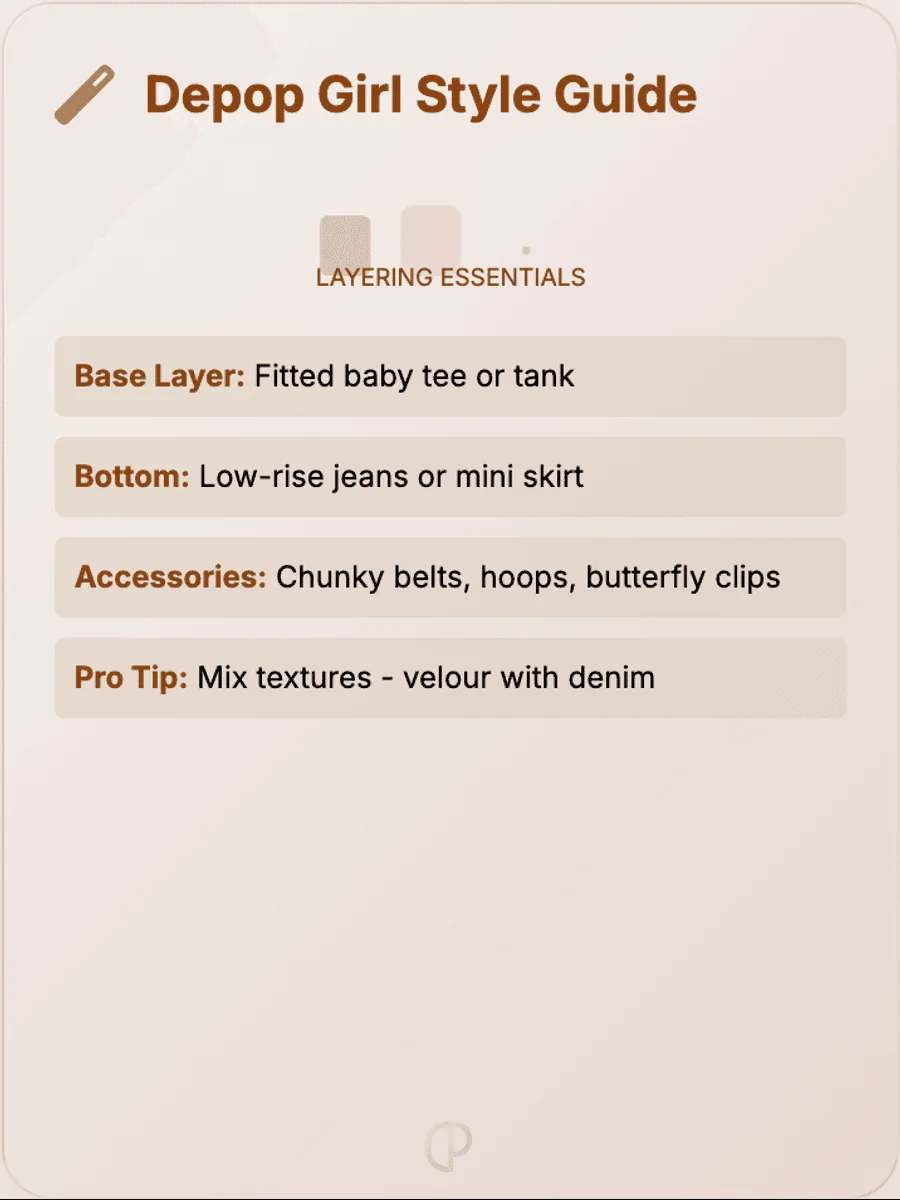 Depop Girl Style Guide
LAYERING ESSENTIALS
Base Layer: Fitted baby tee or tank
Bottom: Low-rise jeans or mini skirt
Accessories: Chunky belts, hoops, butterfly clips
Pro Tip: Mix textures - velour with denim